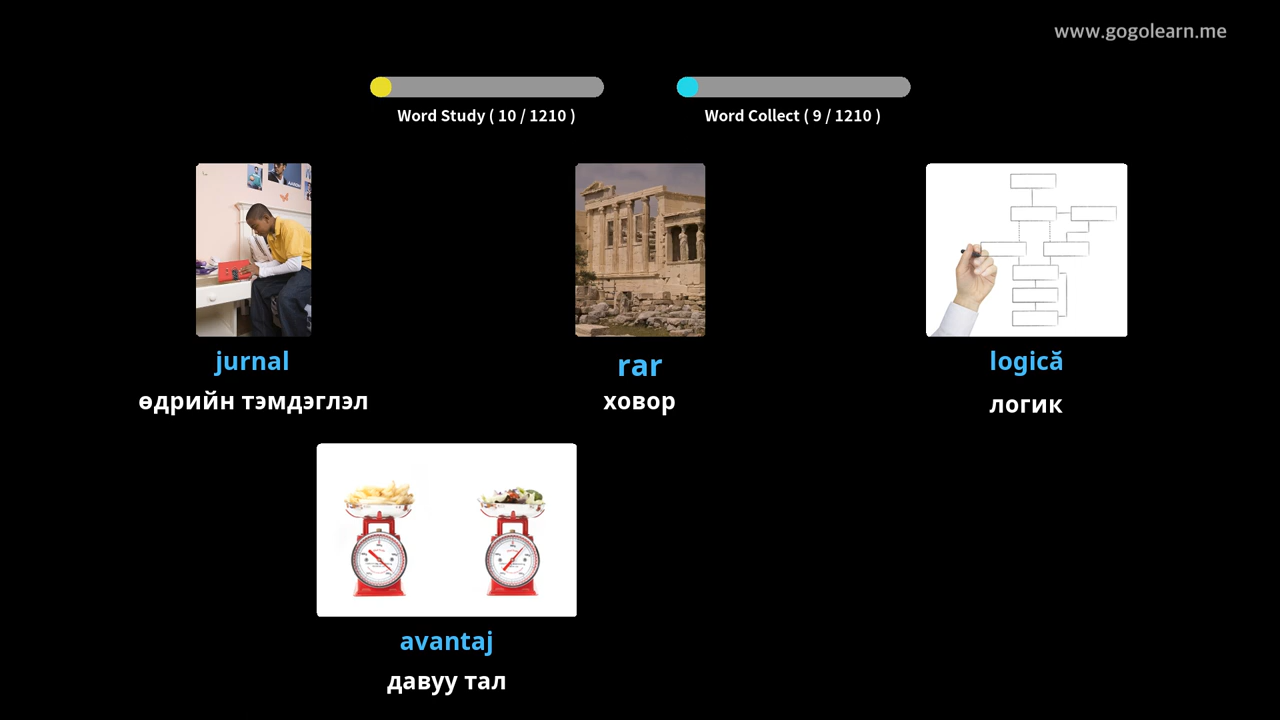 www.gogolearn.me
Word Study ( 10 / 1210 )
Word Collect ( 9 / 1210 )
jurnal
өдрийн тэмдэглэл
rar
ховор
logică
логик
avantaj
давуу тал